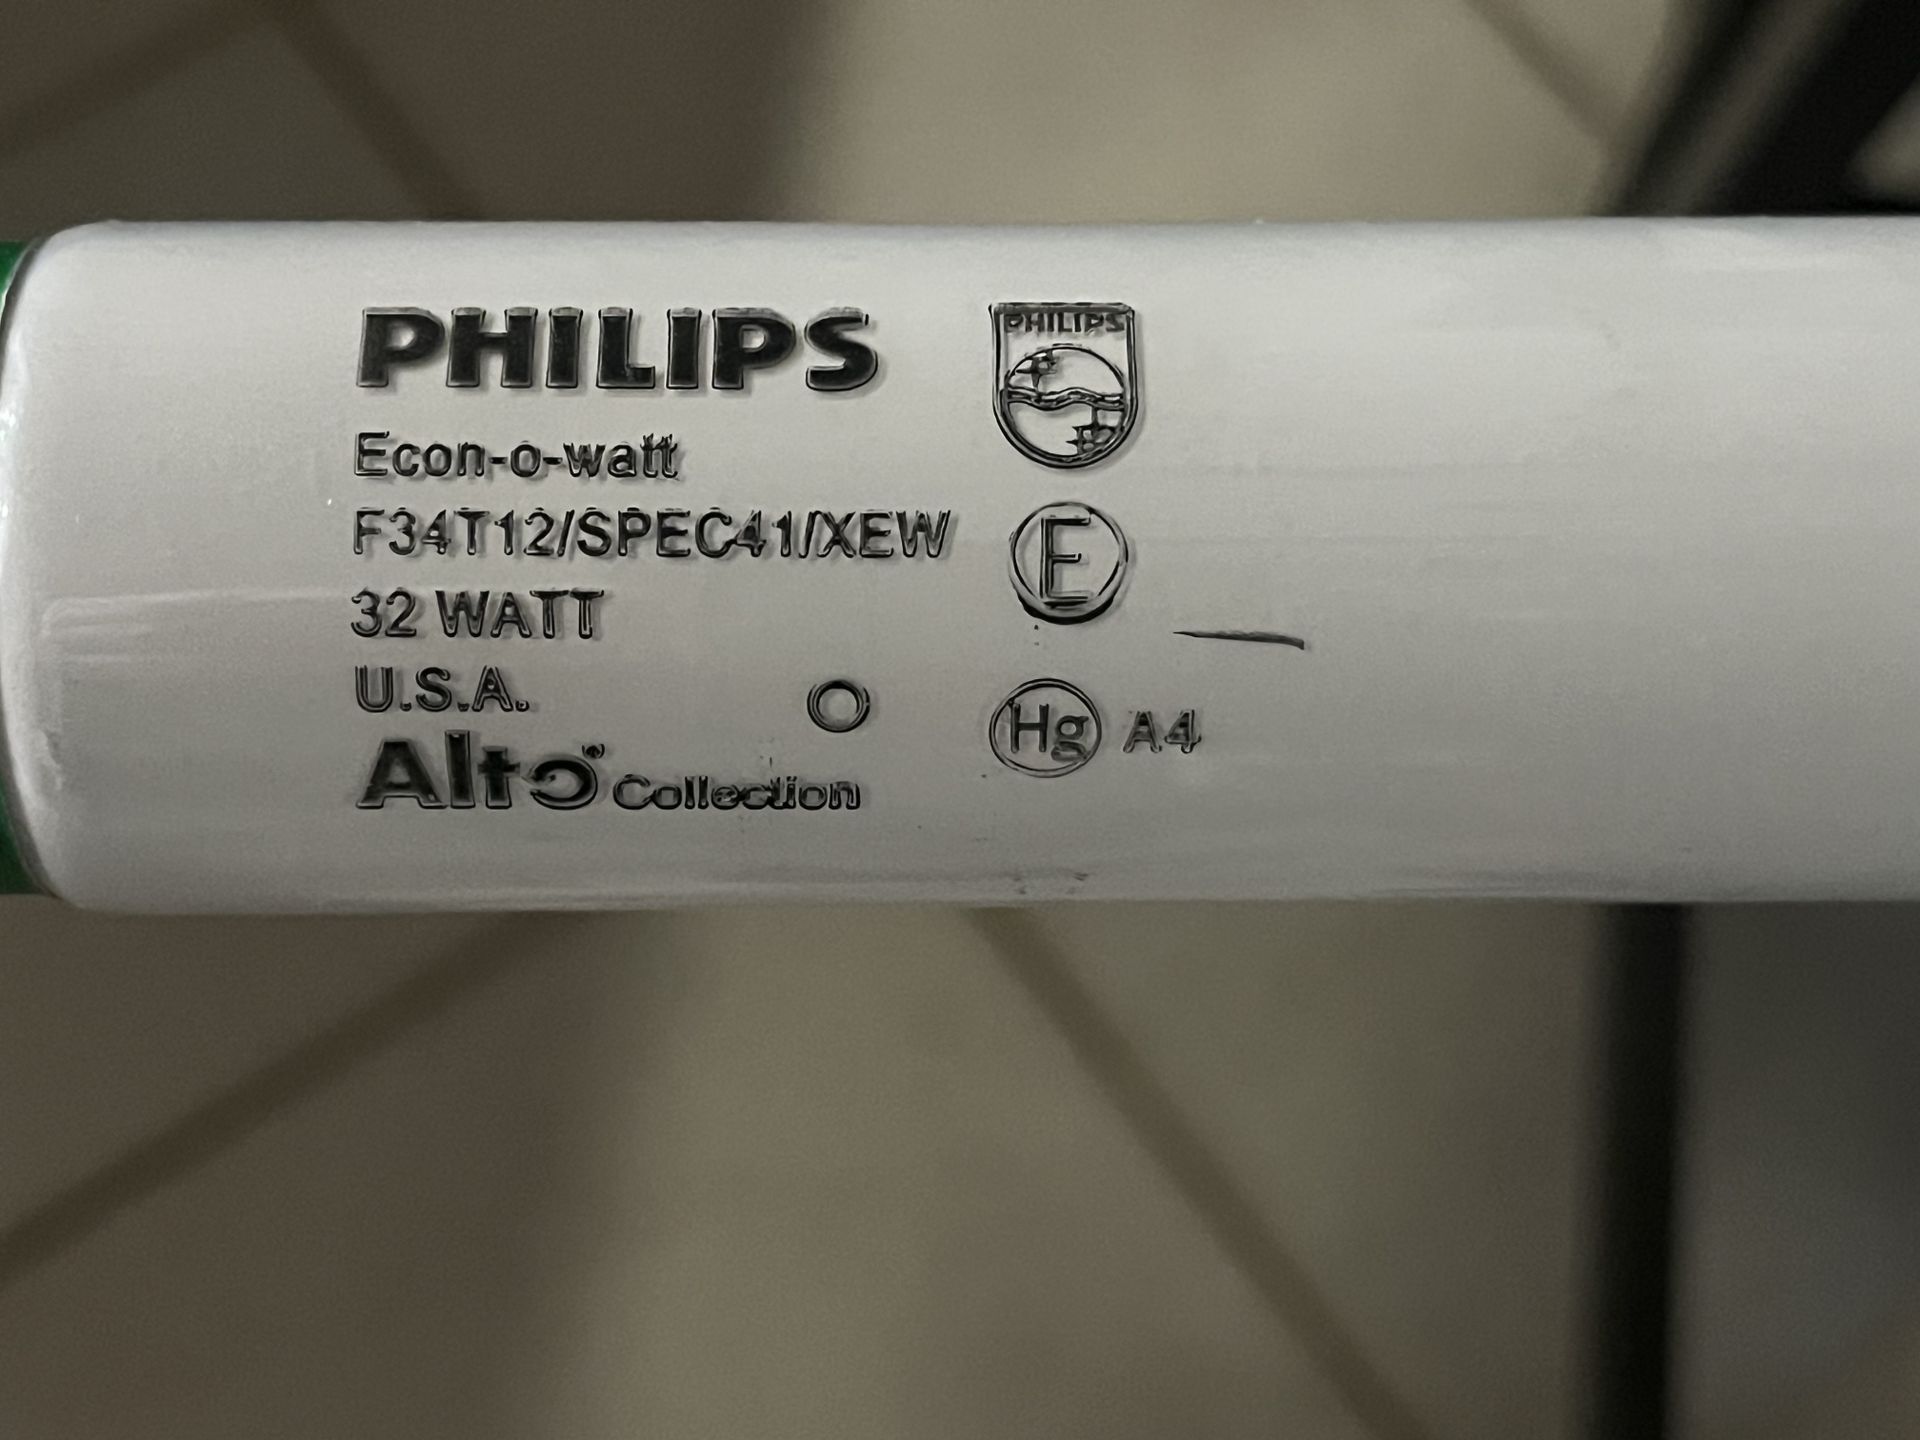 PHILIPS
PHILIPS
Econ-o-watt
F34T12/SPEC41/XEW
E
32 WATT
U.S.A.
Hg A4
Alto Collection